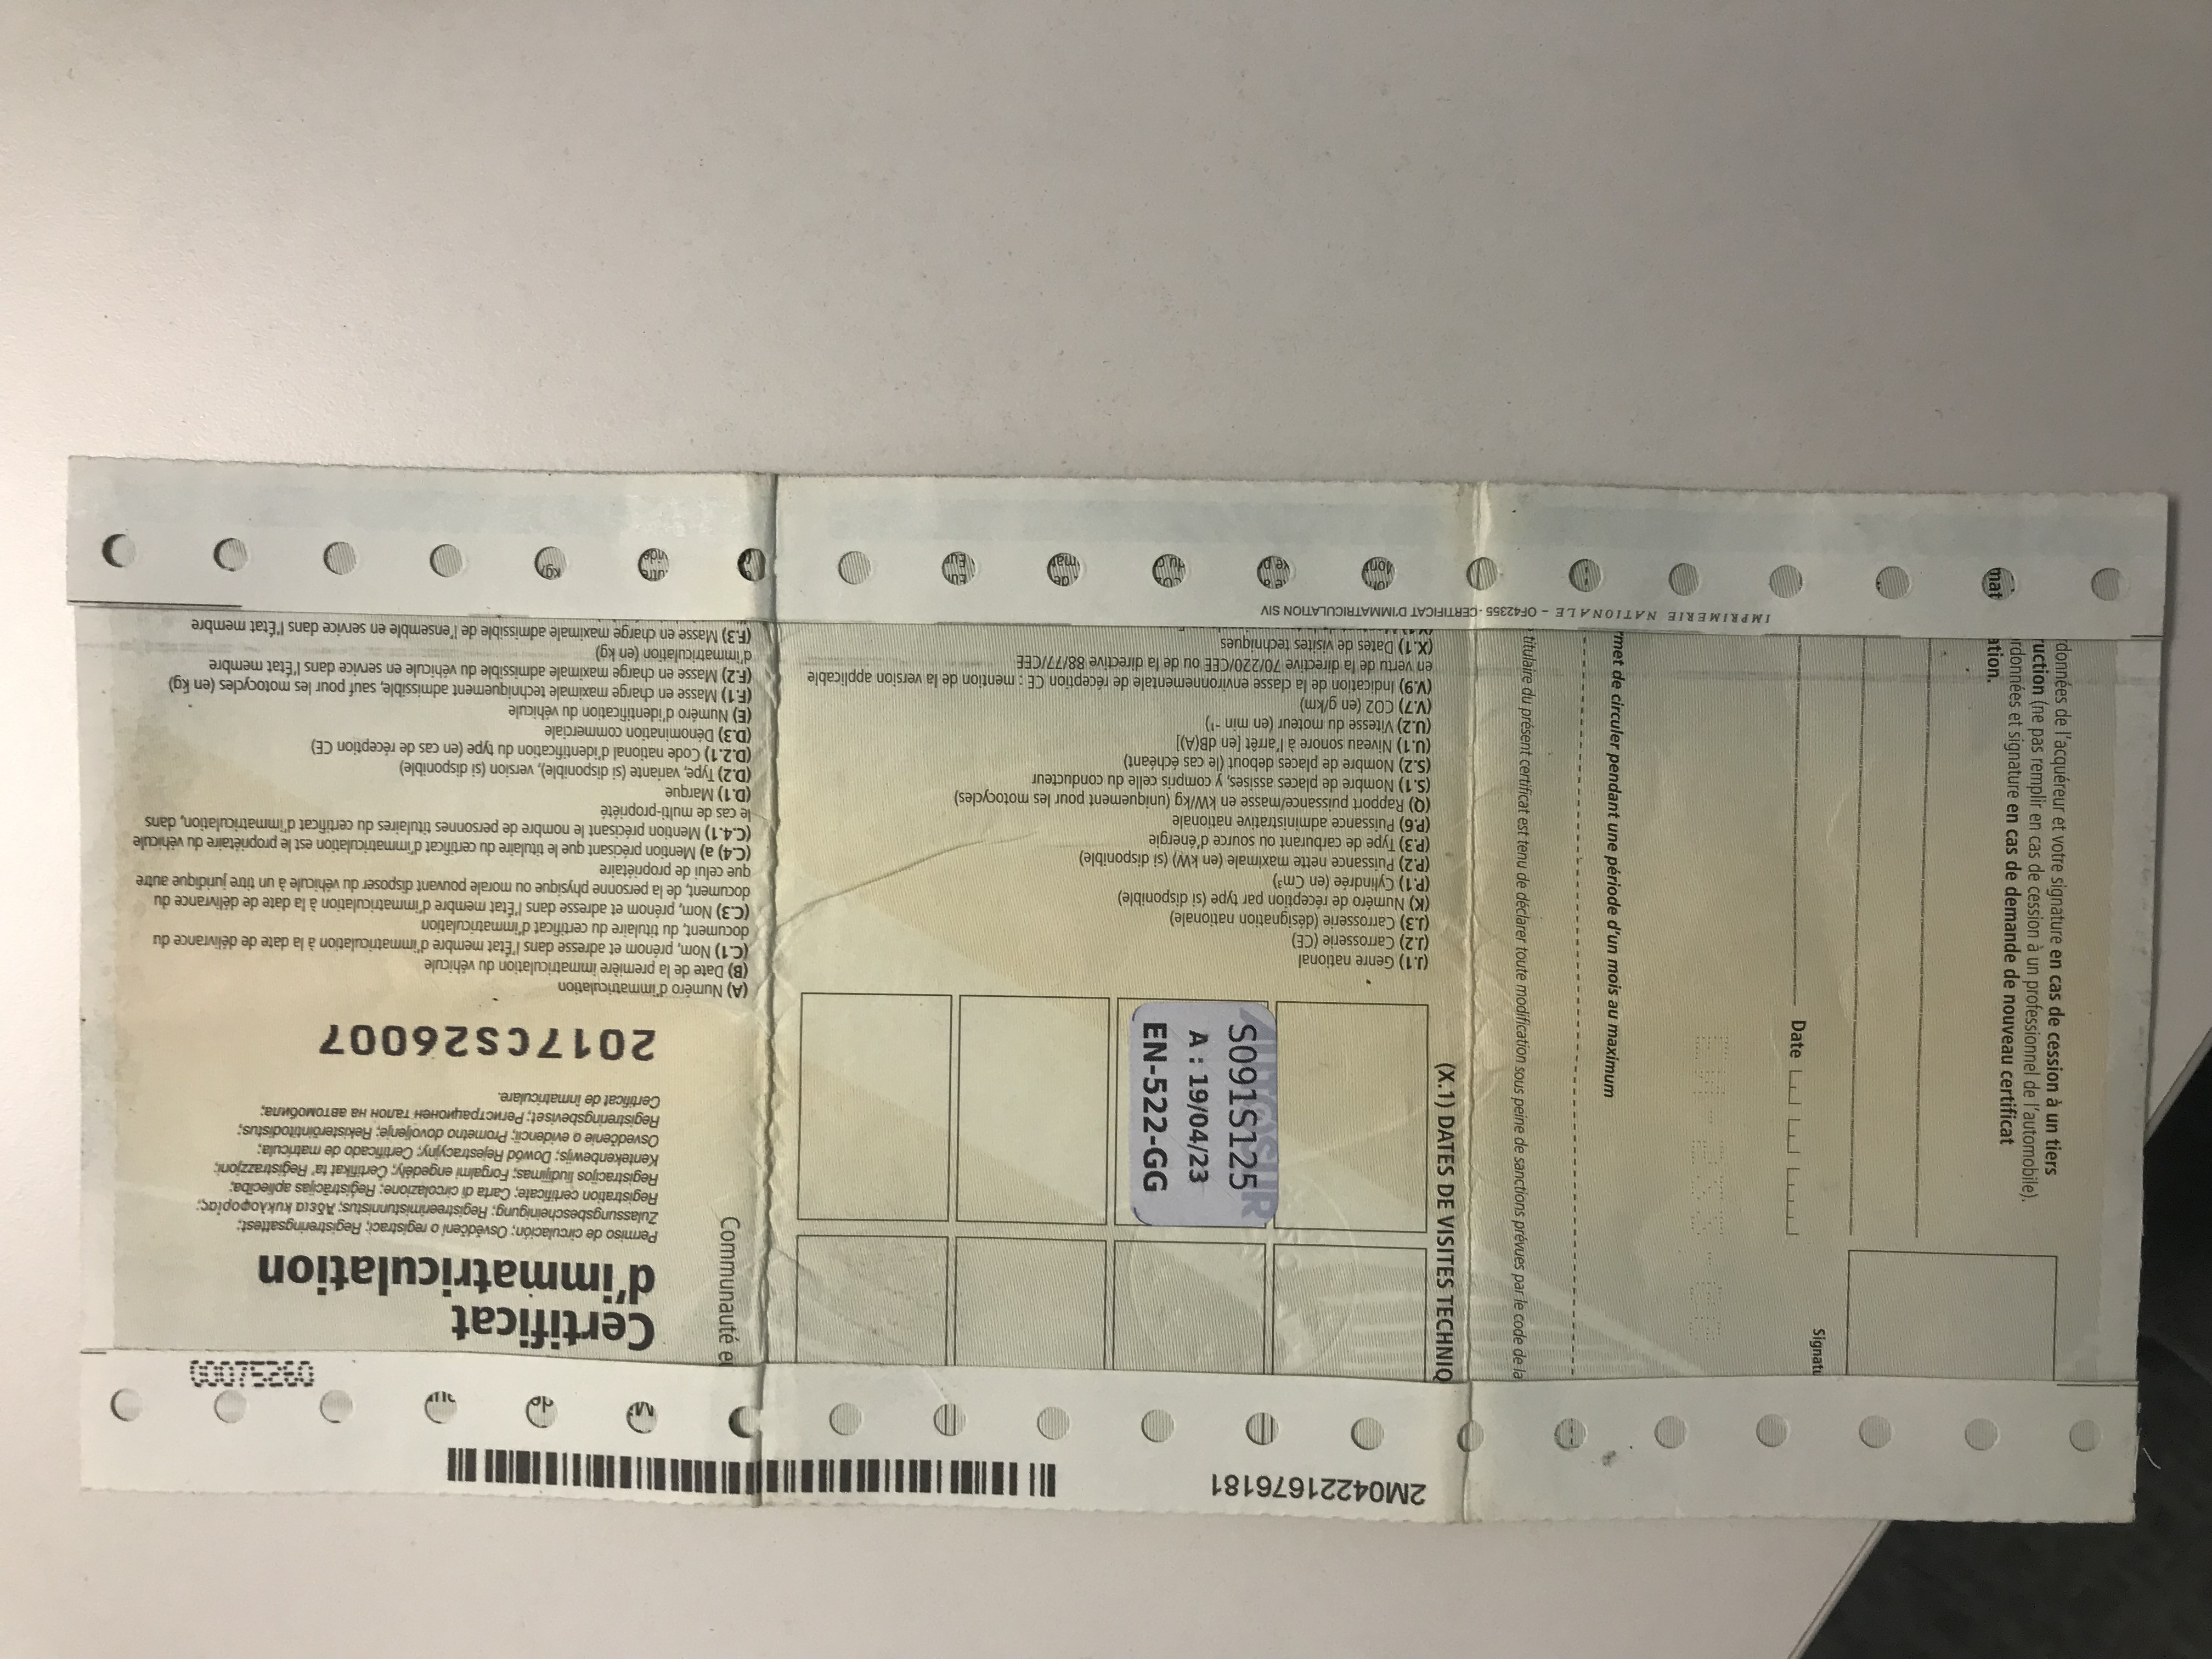 2M04221676181
Certificat
d'immatriculation
Permiso de circulación; Osvědčení o registraci; Registreringsattest;
Zulassungsbescheinigung; Registreerimistunnistus; Άδεια κυκλοφορίας;
Registration certificate; Carta di circolazione; Reģistrācijas apliecība;
Registracijos liudijimas; Forgalmi engedély; Ċertifikat ta' Reġistrazzjoni;
Kentekenbewijs; Dowód Rejestracyjny; Certificado de matrícula;
Osvedčenie o evidencii; Prometno dovoljenje; Rekisteröintitodistus;
Registreringsbeviset; Регистрационен талон на автомобила;
Certificat de înmatriculare.
2017CS26007
Communauté e
(A) Numéro d'immatriculation
(B) Date de la première immatriculation du véhicule
(C.1) Nom, prénom et adresse dans l'État membre d'immatriculation à la date de délivrance du
document, du titulaire du certificat d'immatriculation
(C.3) Nom, prénom et adresse dans l'État membre d'immatriculation à la date de délivrance du
document, de la personne physique ou morale pouvant disposer du véhicule à un titre juridique autre
que celui de propriétaire
(C.4) a) Mention précisant que le titulaire du certificat d'immatriculation est le propriétaire du véhicule
(C.4.1) Mention précisant le nombre de personnes titulaires du certificat d'immatriculation, dans
le cas de multi-propriété
(D.1) Marque
(D.2) Type, variante (si disponible), version (si disponible)
(D.2.1) Code national d'identification du type (en cas de réception CE)
(D.3) Dénomination commerciale
(E) Numéro d'identification du véhicule
(F.1) Masse en charge maximale techniquement admissible, sauf pour les motocycles (en kg)
(F.2) Masse en charge maximale admissible du véhicule en service dans l'État membre
d'immatriculation (en kg)
(F.3) Masse en charge maximale admissible de l'ensemble en service dans l'État membre
(X.1) DATES DE VISITES TECHNIQ
AUTOSUR
S091S125
A : 19/04/23
EN-522-GG
(J.1) Genre national
(J.2) Carrosserie (CE)
(J.3) Carrosserie (désignation nationale)
(K) Numéro de réception par type (si disponible)
(P.1) Cylindrée (en Cm³)
(P.2) Puissance nette maximale (en kW) (si disponible)
(P.3) Type de carburant ou source d'énergie
(P.6) Puissance administrative nationale
(Q) Rapport puissance/masse en kW/kg (uniquement pour les motocycles)
(S.1) Nombre de places assises, y compris celle du conducteur
(S.2) Nombre de places debout (le cas échéant)
(U.1) Niveau sonore à l'arrêt [en dB(A)]
(U.2) Vitesse du moteur (en min -¹)
(V.7) CO2 (en g/km)
(V.9) Indication de la classe environnementale de réception CE : mention de la version applicable
en vertu de la directive 70/220/CEE ou de la directive 88/77/CEE
(X.1) Dates de visites techniques
IMPRIMERIE NATIONALE – OF42355 - CERTIFICAT D'IMMATRICULATION SIV
titulaire du présent certificat est tenu de déclarer toute modification sous peine de sanctions prévues par le code de la
rmet de circuler pendant une période d'un mois au maximum
EN-522-GG
Date
Signatu
rdonnées de l'acquéreur et votre signature en cas de cession à un tiers
ruction (ne pas remplir en cas de cession à un professionnel de l'automobile).
rdonnées et signature en cas de demande de nouveau certificat
ation.